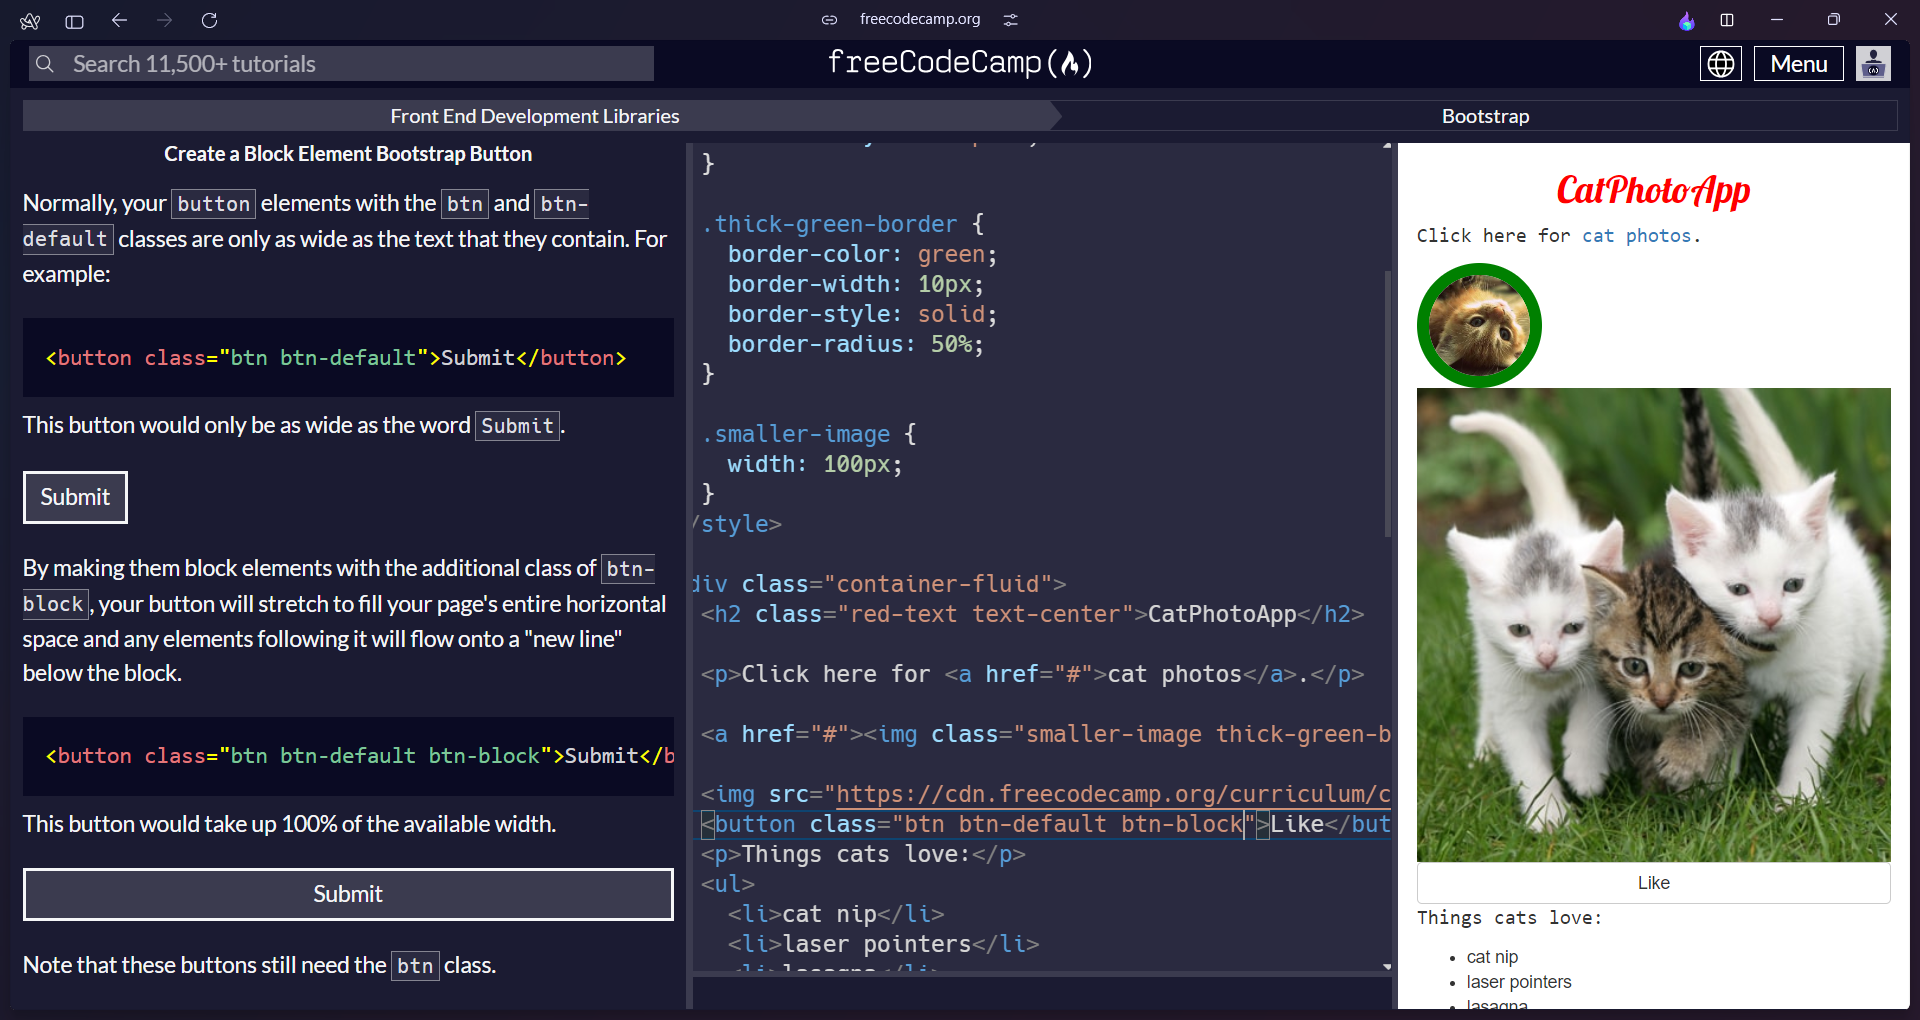 freecodecamp.org
Search 11,500+ tutorials
freeCodeCamp
Menu
Front End Development Libraries
Bootstrap
Create a Block Element Bootstrap Button
Normally, your button elements with the btn and btn-
default classes are only as wide as the text that they contain. For
example:
<button class="btn btn-default">Submit</button>
This button would only be as wide as the word Submit.
Submit
By making them block elements with the additional class of btn-
block, your button will stretch to fill your page's entire horizontal
space and any elements following it will flow onto a "new line"
below the block.
<button class="btn btn-default btn-block">Submit</b
This button would take up 100% of the available width.
Submit
Note that these buttons still need the btn class.
}
.thick-green-border {
border-color: green;
border-width: 10px;
border-style: solid;
border-radius: 50%;
}
.smaller-image {
width: 100px;
}
/style>
div class="container-fluid">
<h2 class="red-text text-center">CatPhotoApp</h2>
<p>Click here for <a href="#">cat photos</a>.</p>
<a href="#"><img class="smaller-image thick-green-b
<img src="https://cdn.freecodecamp.org/curriculum/c
<button class="btn btn-default btn-block">Like</but
<p>Things cats love:</p>
<ul>
<li>cat nip</li>
<li>laser pointers</li>
<li>lasagna</li>
CatPhotoApp
Click here for cat photos.
Like
Things cats love:
cat nip
laser pointers
lasagna